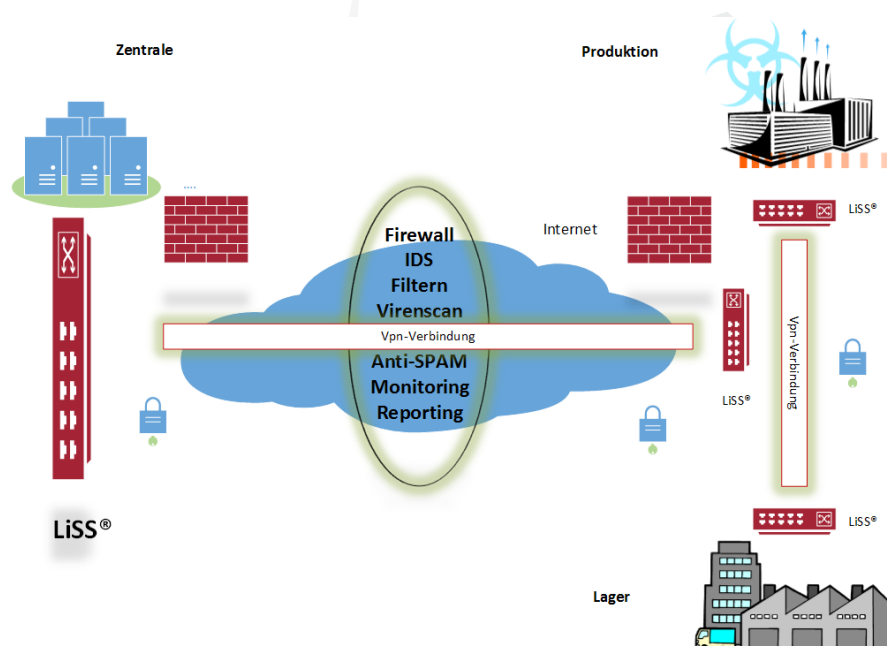 Zentrale
Produktion
....
LiSS®
Internet
Firewall
IDS
Filtern
Virenscan
Vpn-Verbindung
Anti-SPAM
Monitoring
Reporting
Vpn-Verbindung
LiSS®
LiSS®
LiSS®
Lager